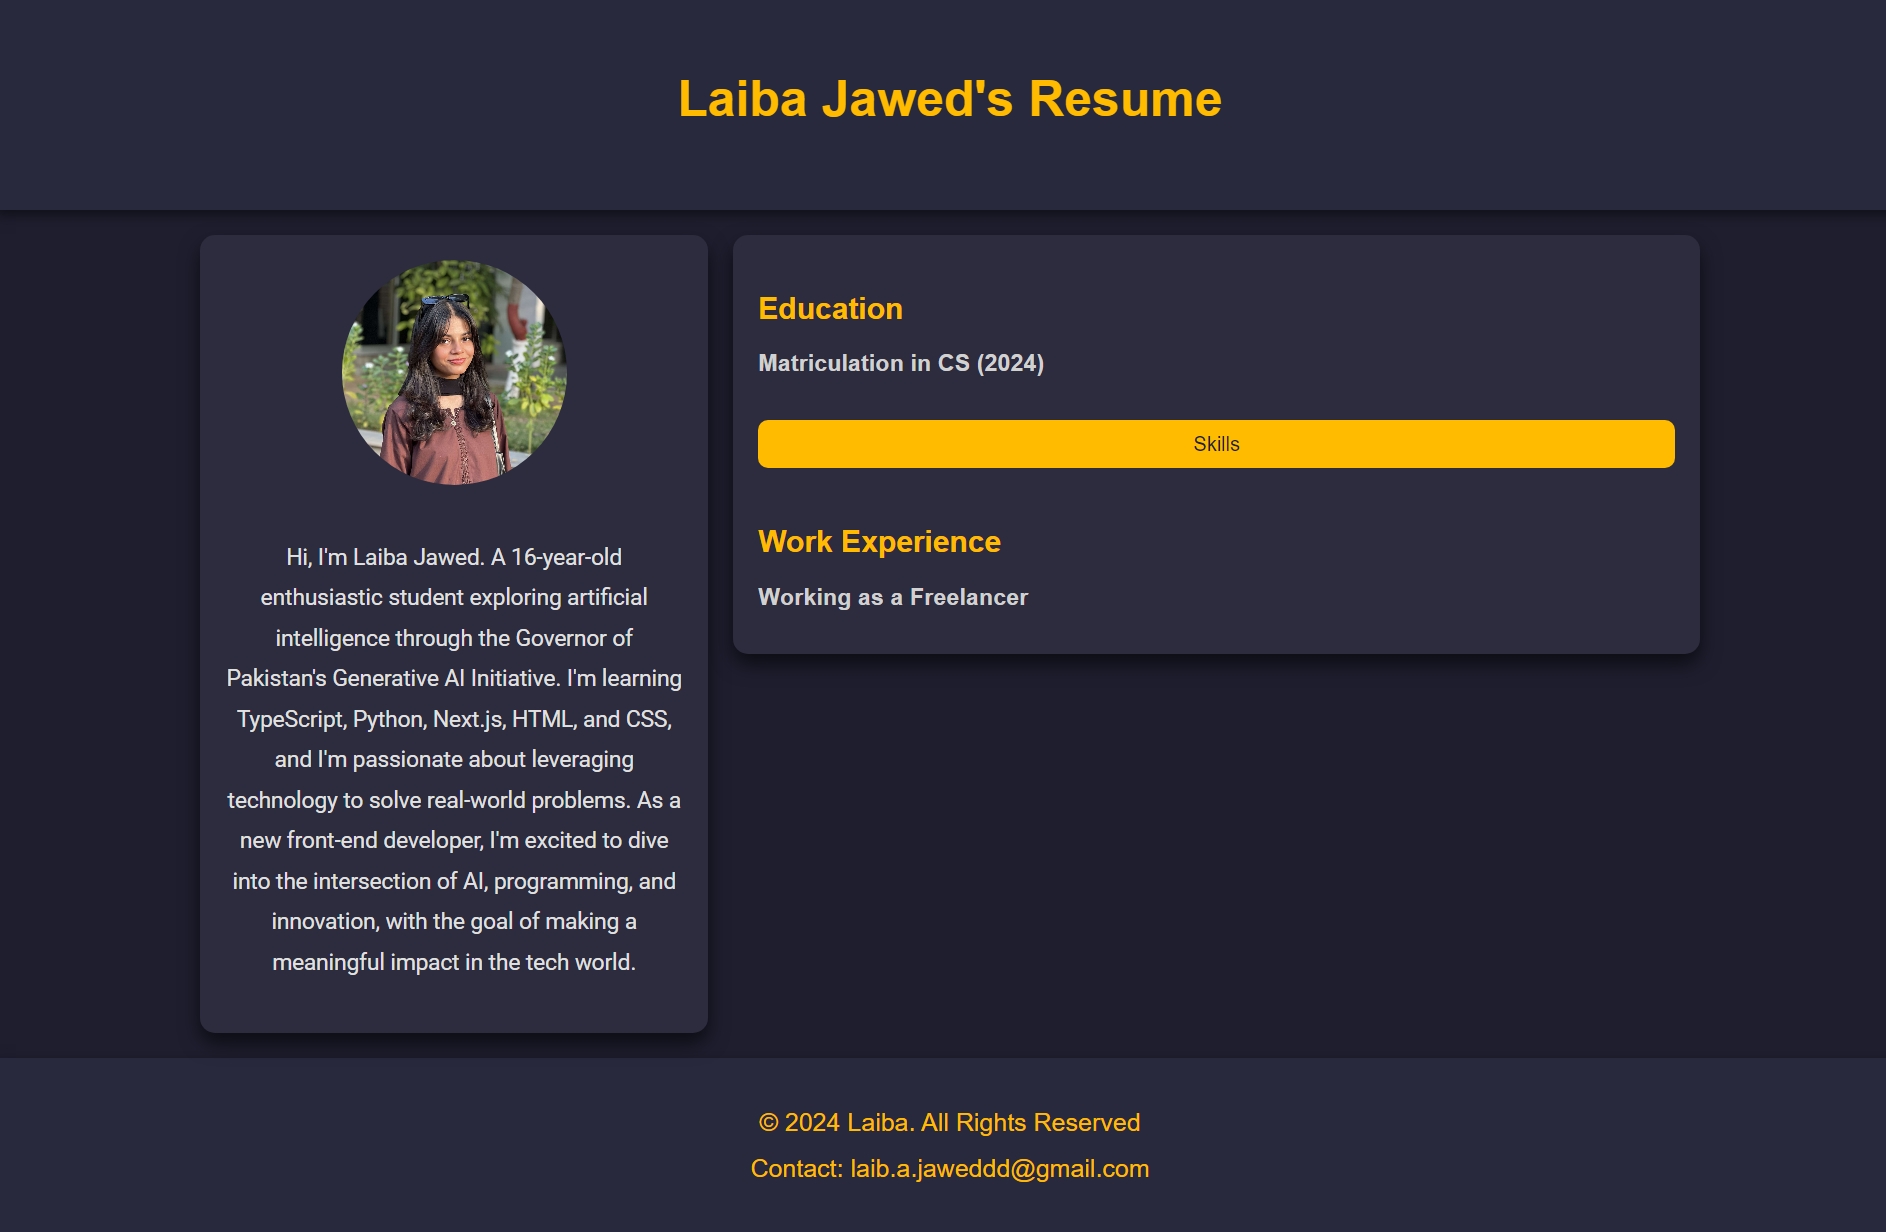 Laiba Jawed's Resume
Hi, I'm Laiba Jawed. A 16-year-old
enthusiastic student exploring artificial
intelligence through the Governor of
Pakistan's Generative AI Initiative. I'm learning
TypeScript, Python, Next.js, HTML, and CSS,
and I'm passionate about leveraging
technology to solve real-world problems. As a
new front-end developer, I'm excited to dive
into the intersection of AI, programming, and
innovation, with the goal of making a
meaningful impact in the tech world.
Education
Matriculation in CS (2024)
Skills
Work Experience
Working as a Freelancer
© 2024 Laiba. All Rights Reserved
Contact: laib.a.jaweddd@gmail.com